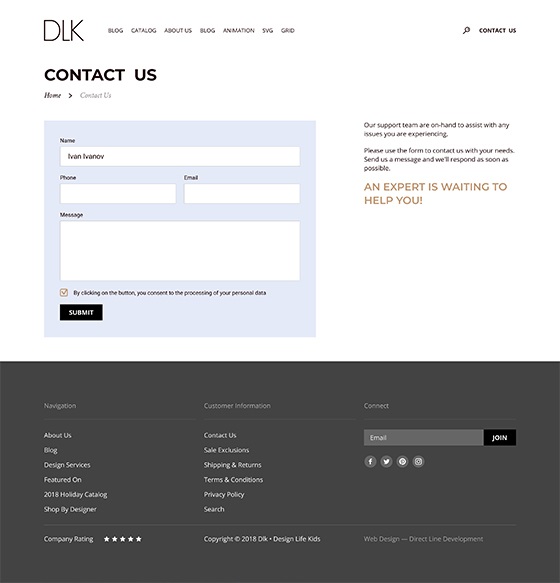 DLK
BLOG CATALOG ABOUT US BLOG ANIMATION SVG GRID
CONTACT US
CONTACT US
Home > Contact Us
Name
Ivan Ivanov
Phone
Email
Message
By clicking on the button, you consent to the processing of your personal data
SUBMIT
Our support team are on-hand to assist with any
issues you are experiencing.
Please use the form to contact us with your needs.
Send us a message and we'll respond as soon as
possible.
AN EXPERT IS WAITING TO
HELP YOU!
Navigation
About Us
Blog
Design Services
Featured On
2018 Holiday Catalog
Shop By Designer
Customer Information
Contact Us
Sale Exclusions
Shipping & Returns
Terms & Conditions
Privacy Policy
Search
Connect
Email
JOIN
Company Rating ★★★★★
Copyright © 2018 Dlk • Design Life Kids
Web Design — Direct Line Development